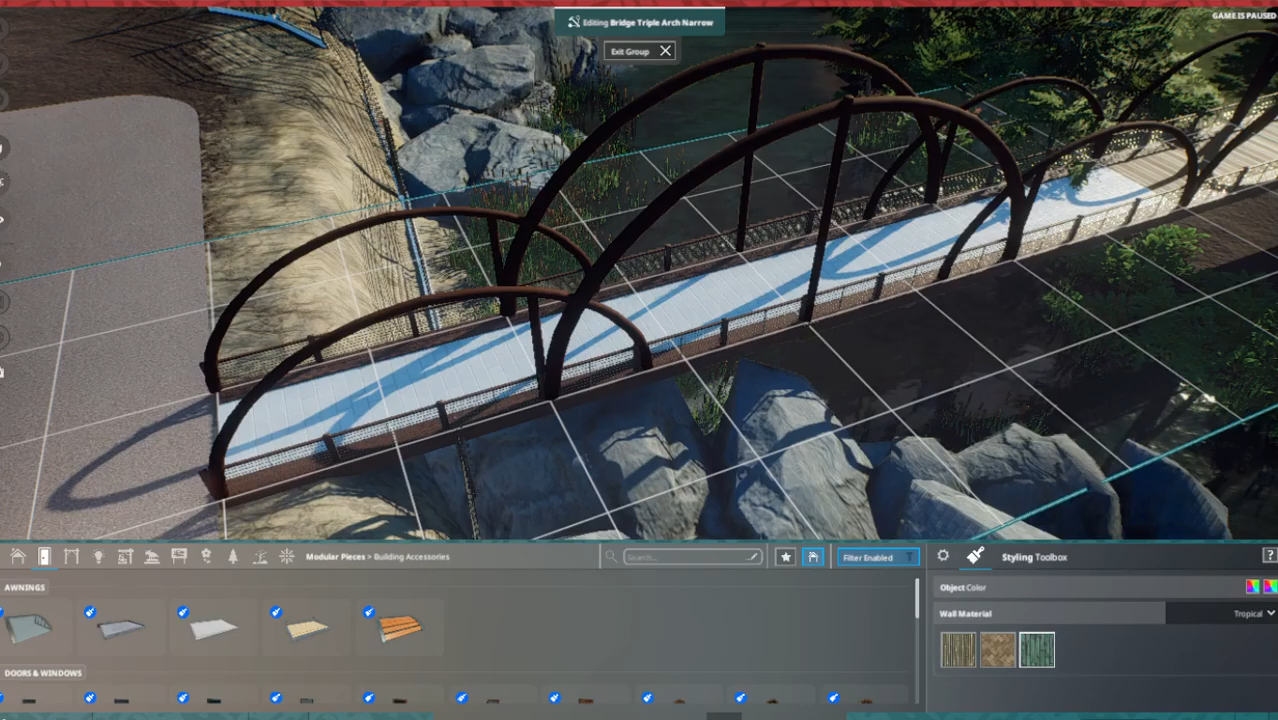 Editing Bridge Triple Arch Narrow
GAME IS PAUSED
Exit Group
Modular Pieces > Building Accessories
Search...
Filter Enabled
Styling Toolbox
?
AWNINGS
Object Color
Wall Material
Tropical
DOORS & WINDOWS